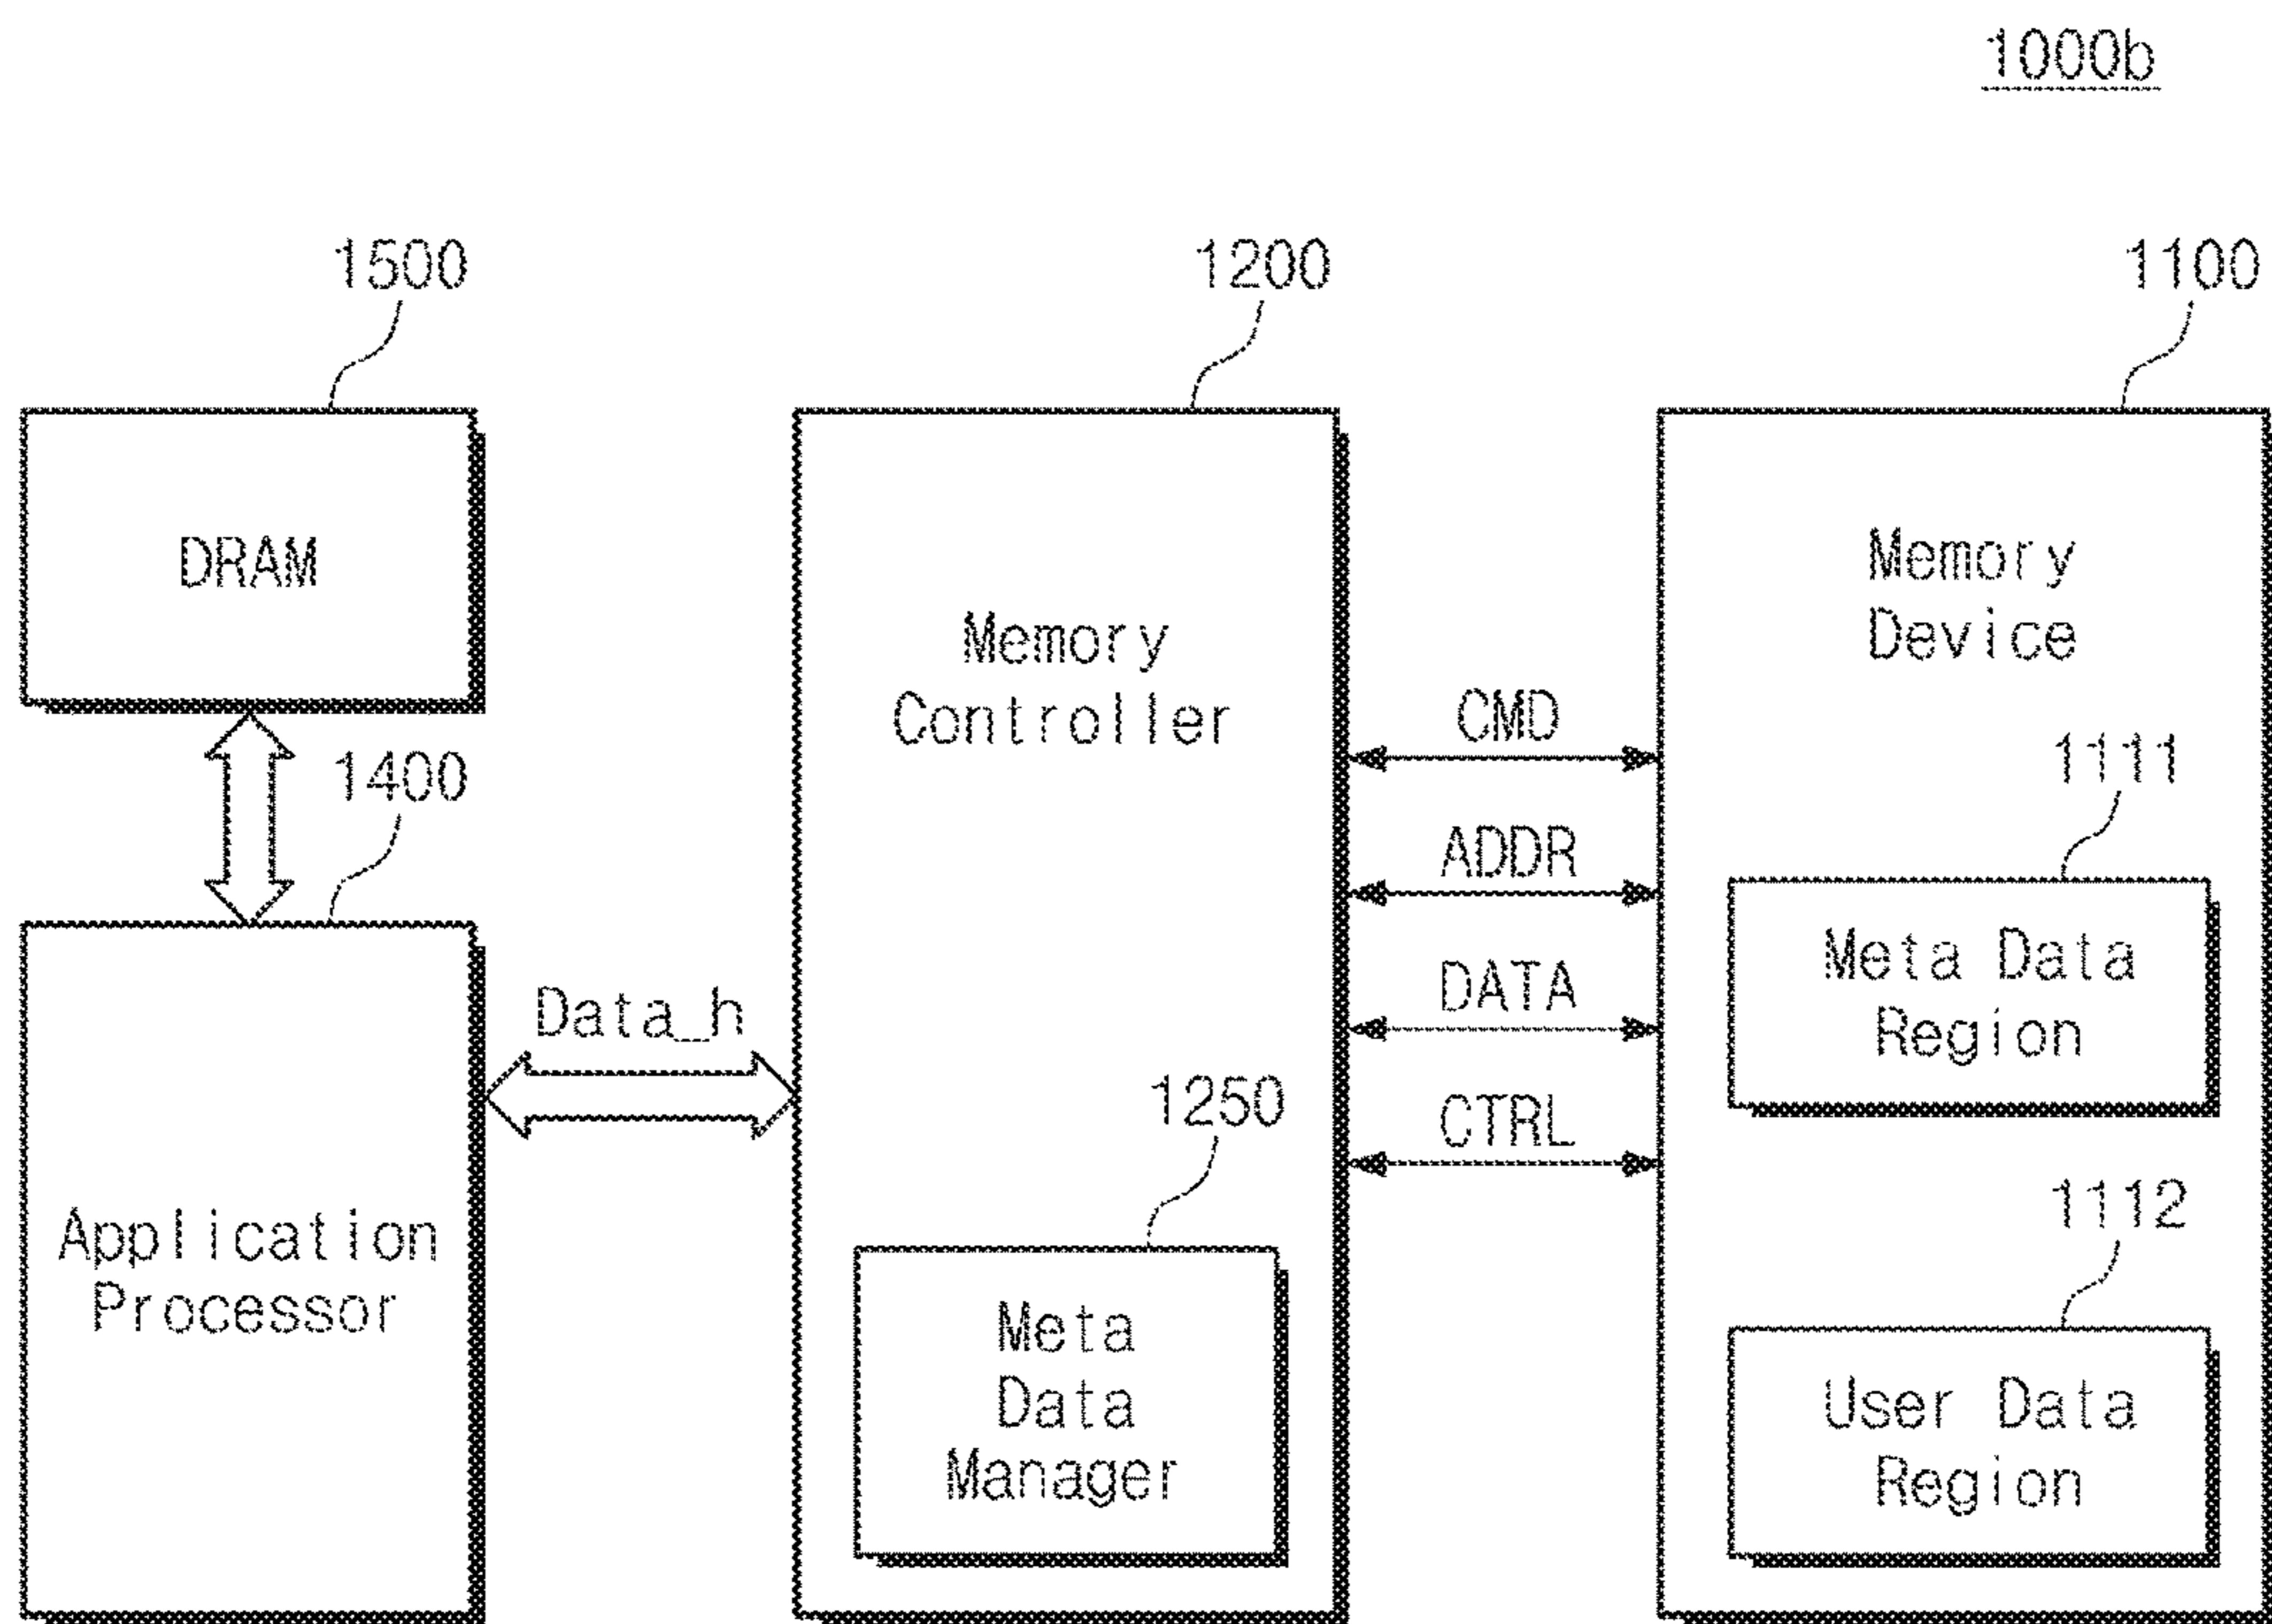 1000b
1500
1200
1100
DRAM
Memory
Controller
Memory
Device
CMD
ADDR
DATA
CTRL
1400
Application
Processor
Data_h
1250
Meta
Data
Manager
1111
Meta Data
Region
1112
User Data
Region